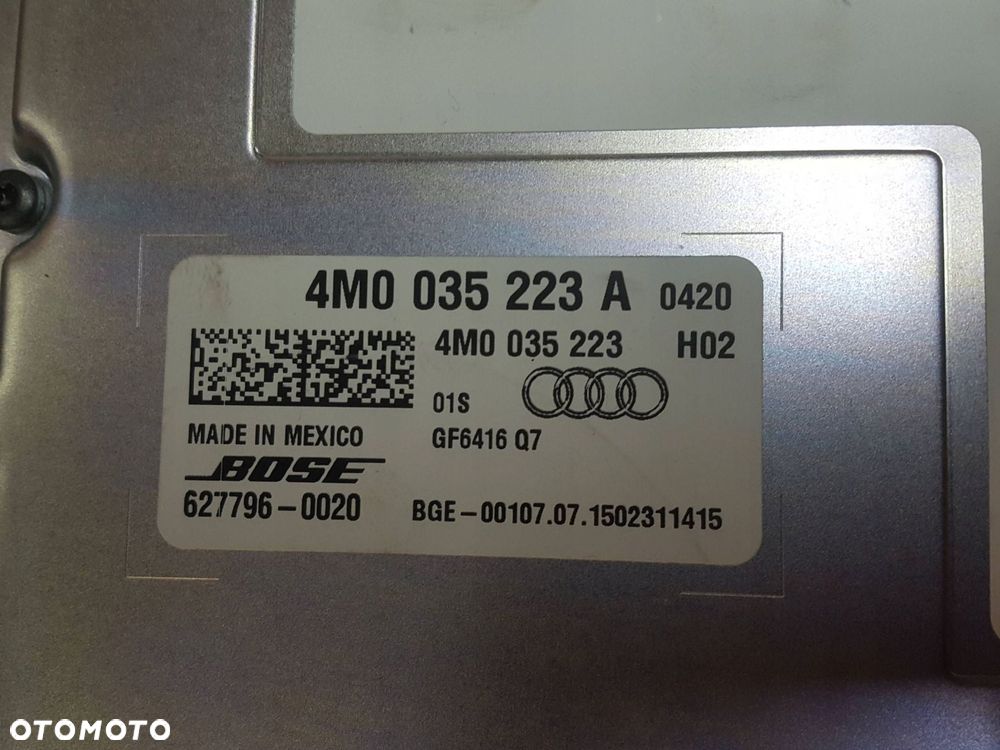 4M0 035 223 A 0420
4M0 035 223 H02
01S
MADE IN MEXICO GF6416 Q7
BOSE
627796-0020 BGE-00107.07.1502311415
OTOMOTO